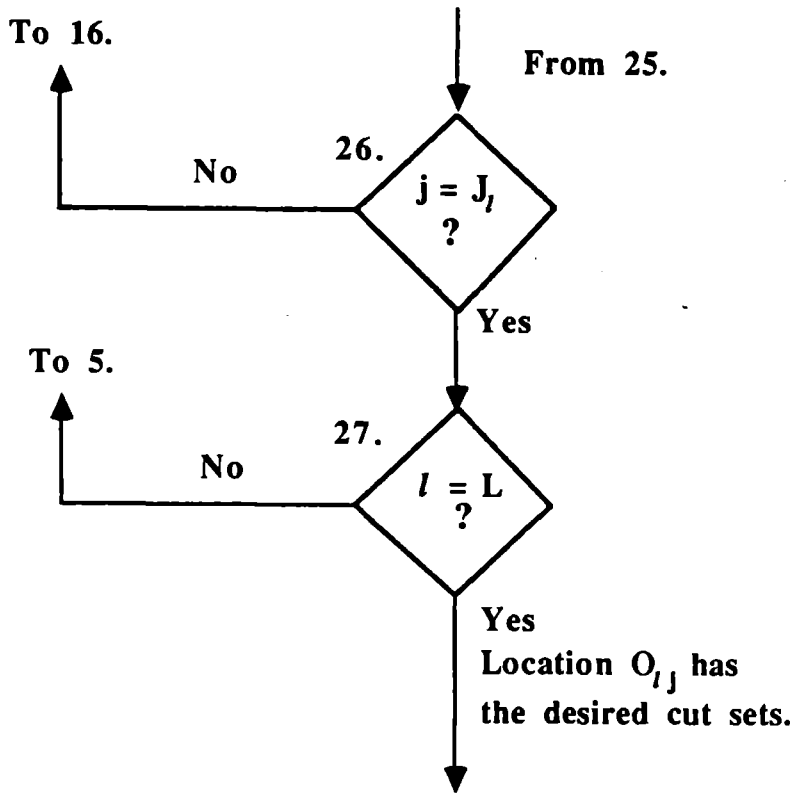 To 16.
From 25.
26.
No
j = J_l
?
Yes
To 5.
27.
No
l = L
?
Yes
Location O_l j has
the desired cut sets.